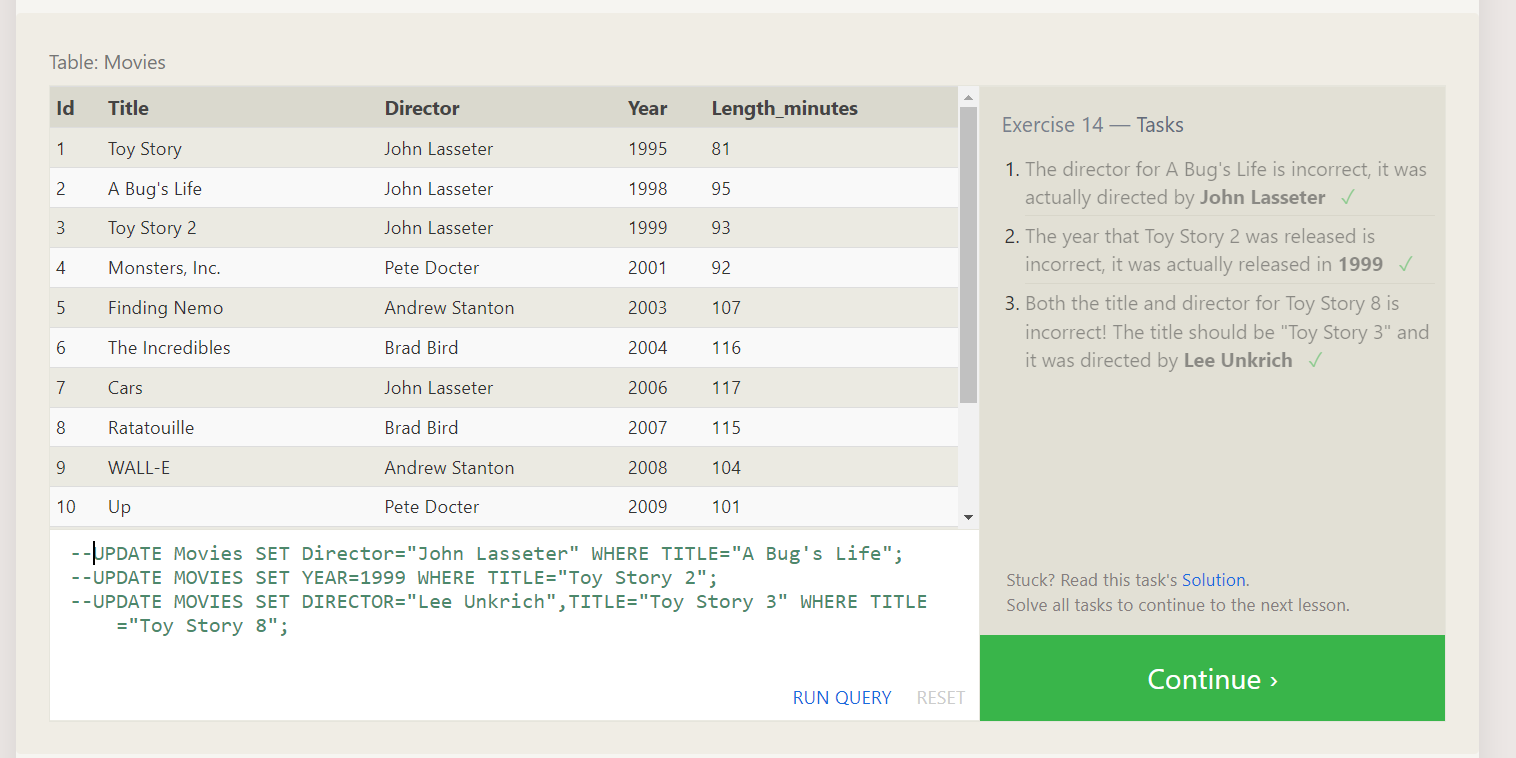 Table: Movies
Id Title Director Year Length_minutes
1 Toy Story John Lasseter 1995 81
2 A Bug's Life John Lasseter 1998 95
3 Toy Story 2 John Lasseter 1999 93
4 Monsters, Inc. Pete Docter 2001 92
5 Finding Nemo Andrew Stanton 2003 107
6 The Incredibles Brad Bird 2004 116
7 Cars John Lasseter 2006 117
8 Ratatouille Brad Bird 2007 115
9 WALL-E Andrew Stanton 2008 104
10 Up Pete Docter 2009 101
--UPDATE Movies SET Director="John Lasseter" WHERE TITLE="A Bug's Life";
--UPDATE MOVIES SET YEAR=1999 WHERE TITLE="Toy Story 2";
--UPDATE MOVIES SET DIRECTOR="Lee Unkrich",TITLE="Toy Story 3" WHERE TITLE
="Toy Story 8";
RUN QUERY RESET
Exercise 14 — Tasks
1. The director for A Bug's Life is incorrect, it was
actually directed by John Lasseter ✓
2. The year that Toy Story 2 was released is
incorrect, it was actually released in 1999 ✓
3. Both the title and director for Toy Story 8 is
incorrect! The title should be "Toy Story 3" and
it was directed by Lee Unkrich ✓
Stuck? Read this task's Solution.
Solve all tasks to continue to the next lesson.
Continue ›